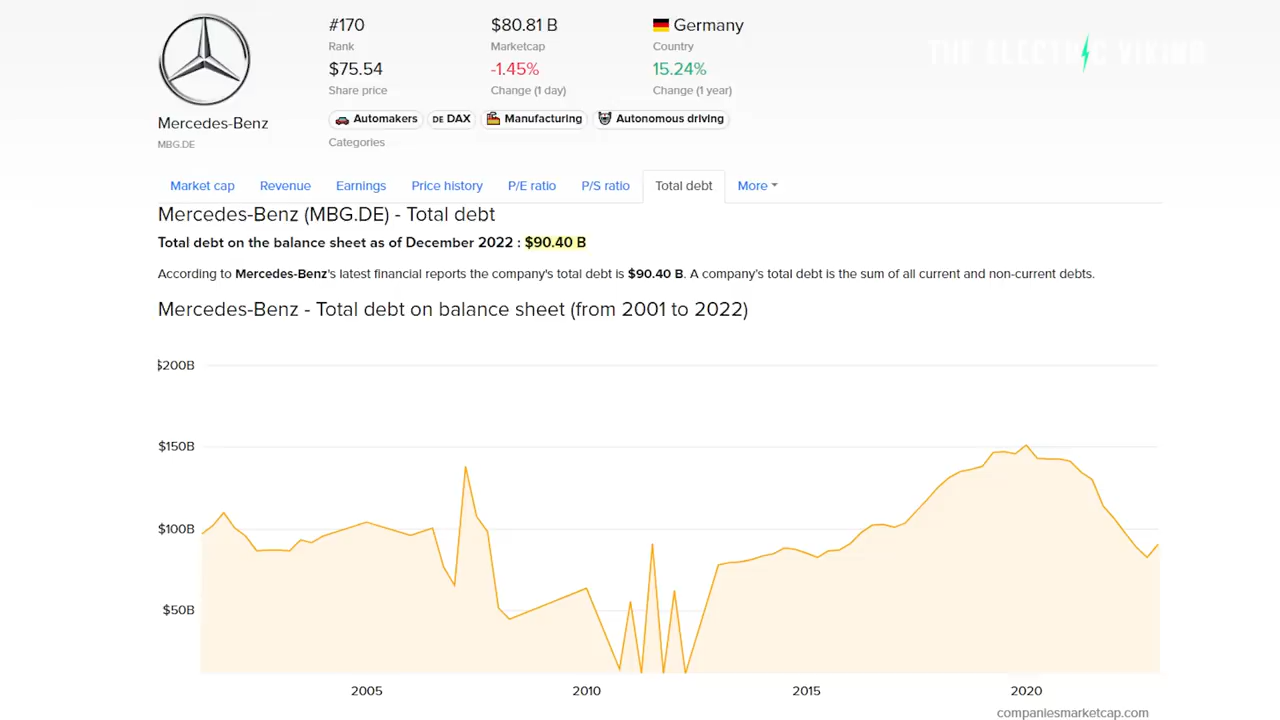 #170
Rank
$80.81 B
Marketcap
Germany
Country
THE ELECTRIC VIKING
$75.54
Share price
-1.45%
Change (1 day)
15.24%
Change (1 year)
Mercedes-Benz
MBG.DE
Automakers
DE DAX
Manufacturing
Autonomous driving
Categories
Market cap Revenue Earnings Price history P/E ratio P/S ratio Total debt More
Mercedes-Benz (MBG.DE) - Total debt
Total debt on the balance sheet as of December 2022 : $90.40 B
According to Mercedes-Benz's latest financial reports the company's total debt is $90.40 B. A company's total debt is the sum of all current and non-current debts.
Mercedes-Benz - Total debt on balance sheet (from 2001 to 2022)
$200B
$150B
$100B
$50B
2005 2010 2015 2020
companiesmarketcap.com